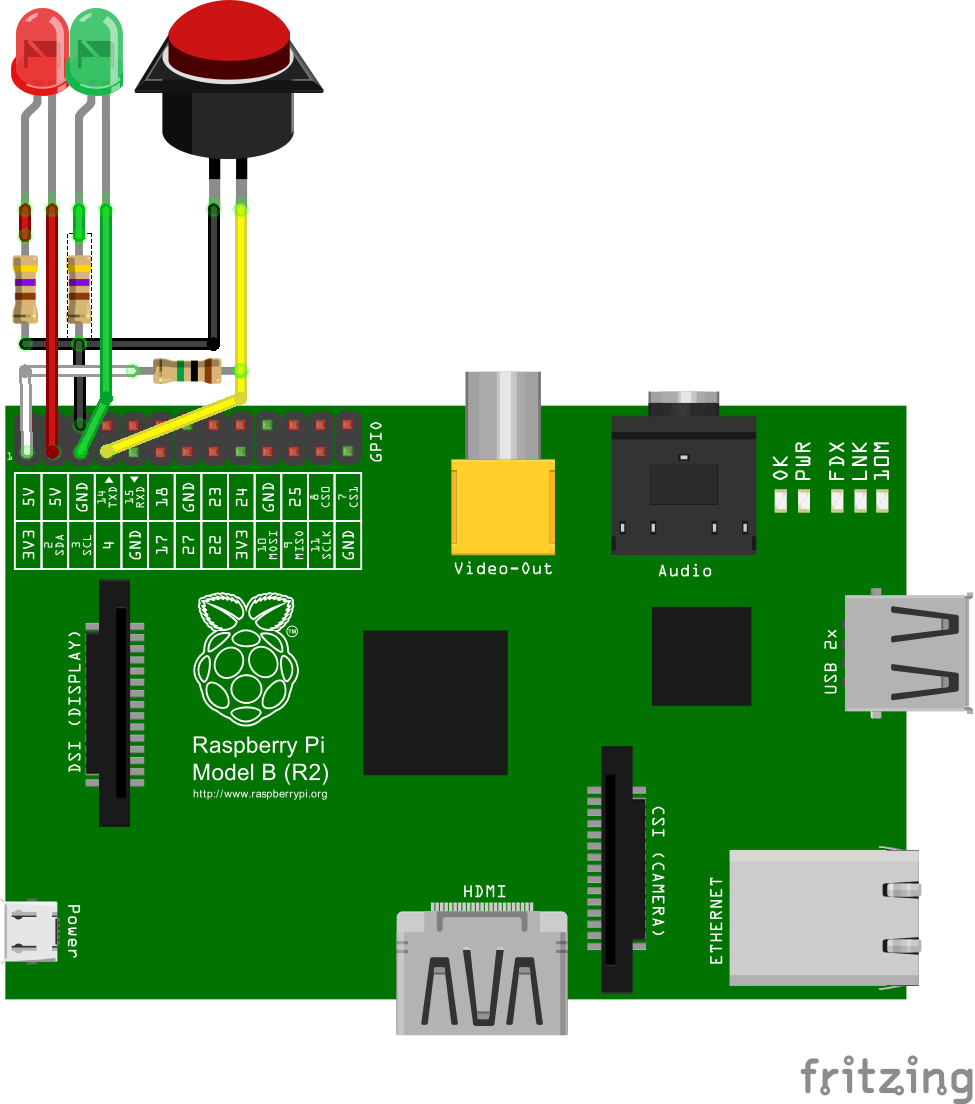 1
GPIO
5V 5V GND 14 TXD 15 RXD 18 GND 23 24 GND 25 8 CS0 7 CS1
3V3 2 SDA 3 SCL 4 GND 17 27 22 3V3 10 MOSI 9 MISO 11 SCLK GND
OK PWR FDX LNK 10M
Video-Out
Audio
DSI (DISPLAY)
TM
Raspberry Pi
Model B (R2)
http://www.raspberrypi.org
USB 2x
CSI (CAMERA)
Power
HDMI
ETHERNET
fritzing